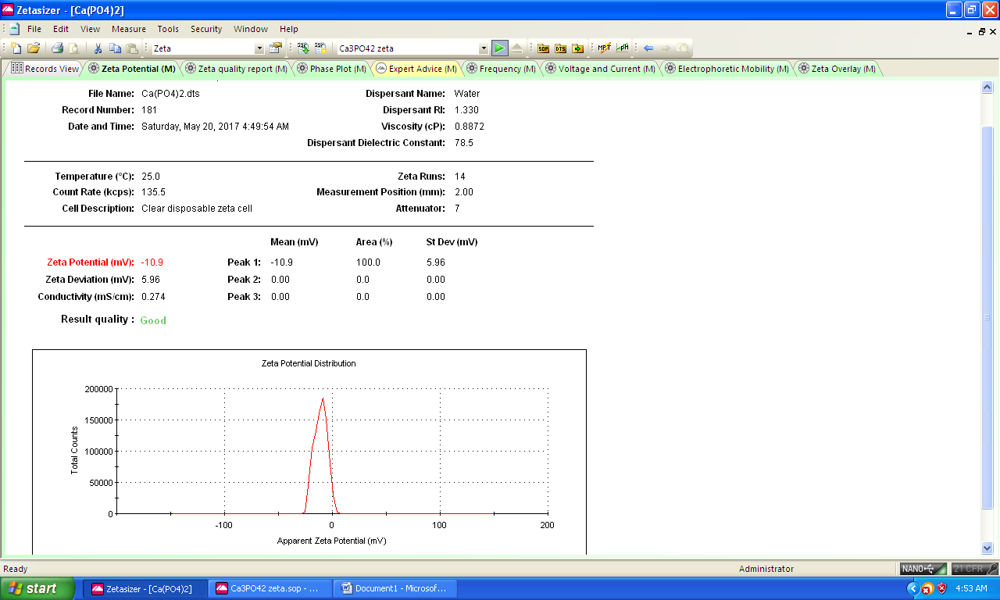 Zetasizer - [Ca(PO4)2]
File Edit View Measure Tools Security Window Help
Zeta Ca3PO42 zeta SOP DTS MPT pH
Records View Zeta Potential (M) Zeta quality report (M) Phase Plot (M) Expert Advice (M) Frequency (M) Voltage and Current (M) Electrophoretic Mobility (M) Zeta Overlay (M)
File Name: Ca(PO4)2.dts Dispersant Name: Water
Record Number: 181 Dispersant RI: 1.330
Date and Time: Saturday, May 20, 2017 4:49:54 AM Viscosity (cP): 0.8872
Dispersant Dielectric Constant: 78.5
Temperature (°C): 25.0 Zeta Runs: 14
Count Rate (kcps): 135.5 Measurement Position (mm): 2.00
Cell Description: Clear disposable zeta cell Attenuator: 7
Mean (mV) Area (%) St Dev (mV)
Zeta Potential (mV): -10.9 Peak 1: -10.9 100.0 5.96
Zeta Deviation (mV): 5.96 Peak 2: 0.00 0.0 0.00
Conductivity (mS/cm): 0.274 Peak 3: 0.00 0.0 0.00
Result quality : Good
Zeta Potential Distribution
200000
150000
100000
50000
0
Total Counts
-100 0 100 200
Apparent Zeta Potential (mV)
Ready Administrator NANO 21 CFR
start Zetasizer - [Ca(PO4)2] Ca3PO42 zeta.sop - ... Document1 - Microsof... 4:53 AM